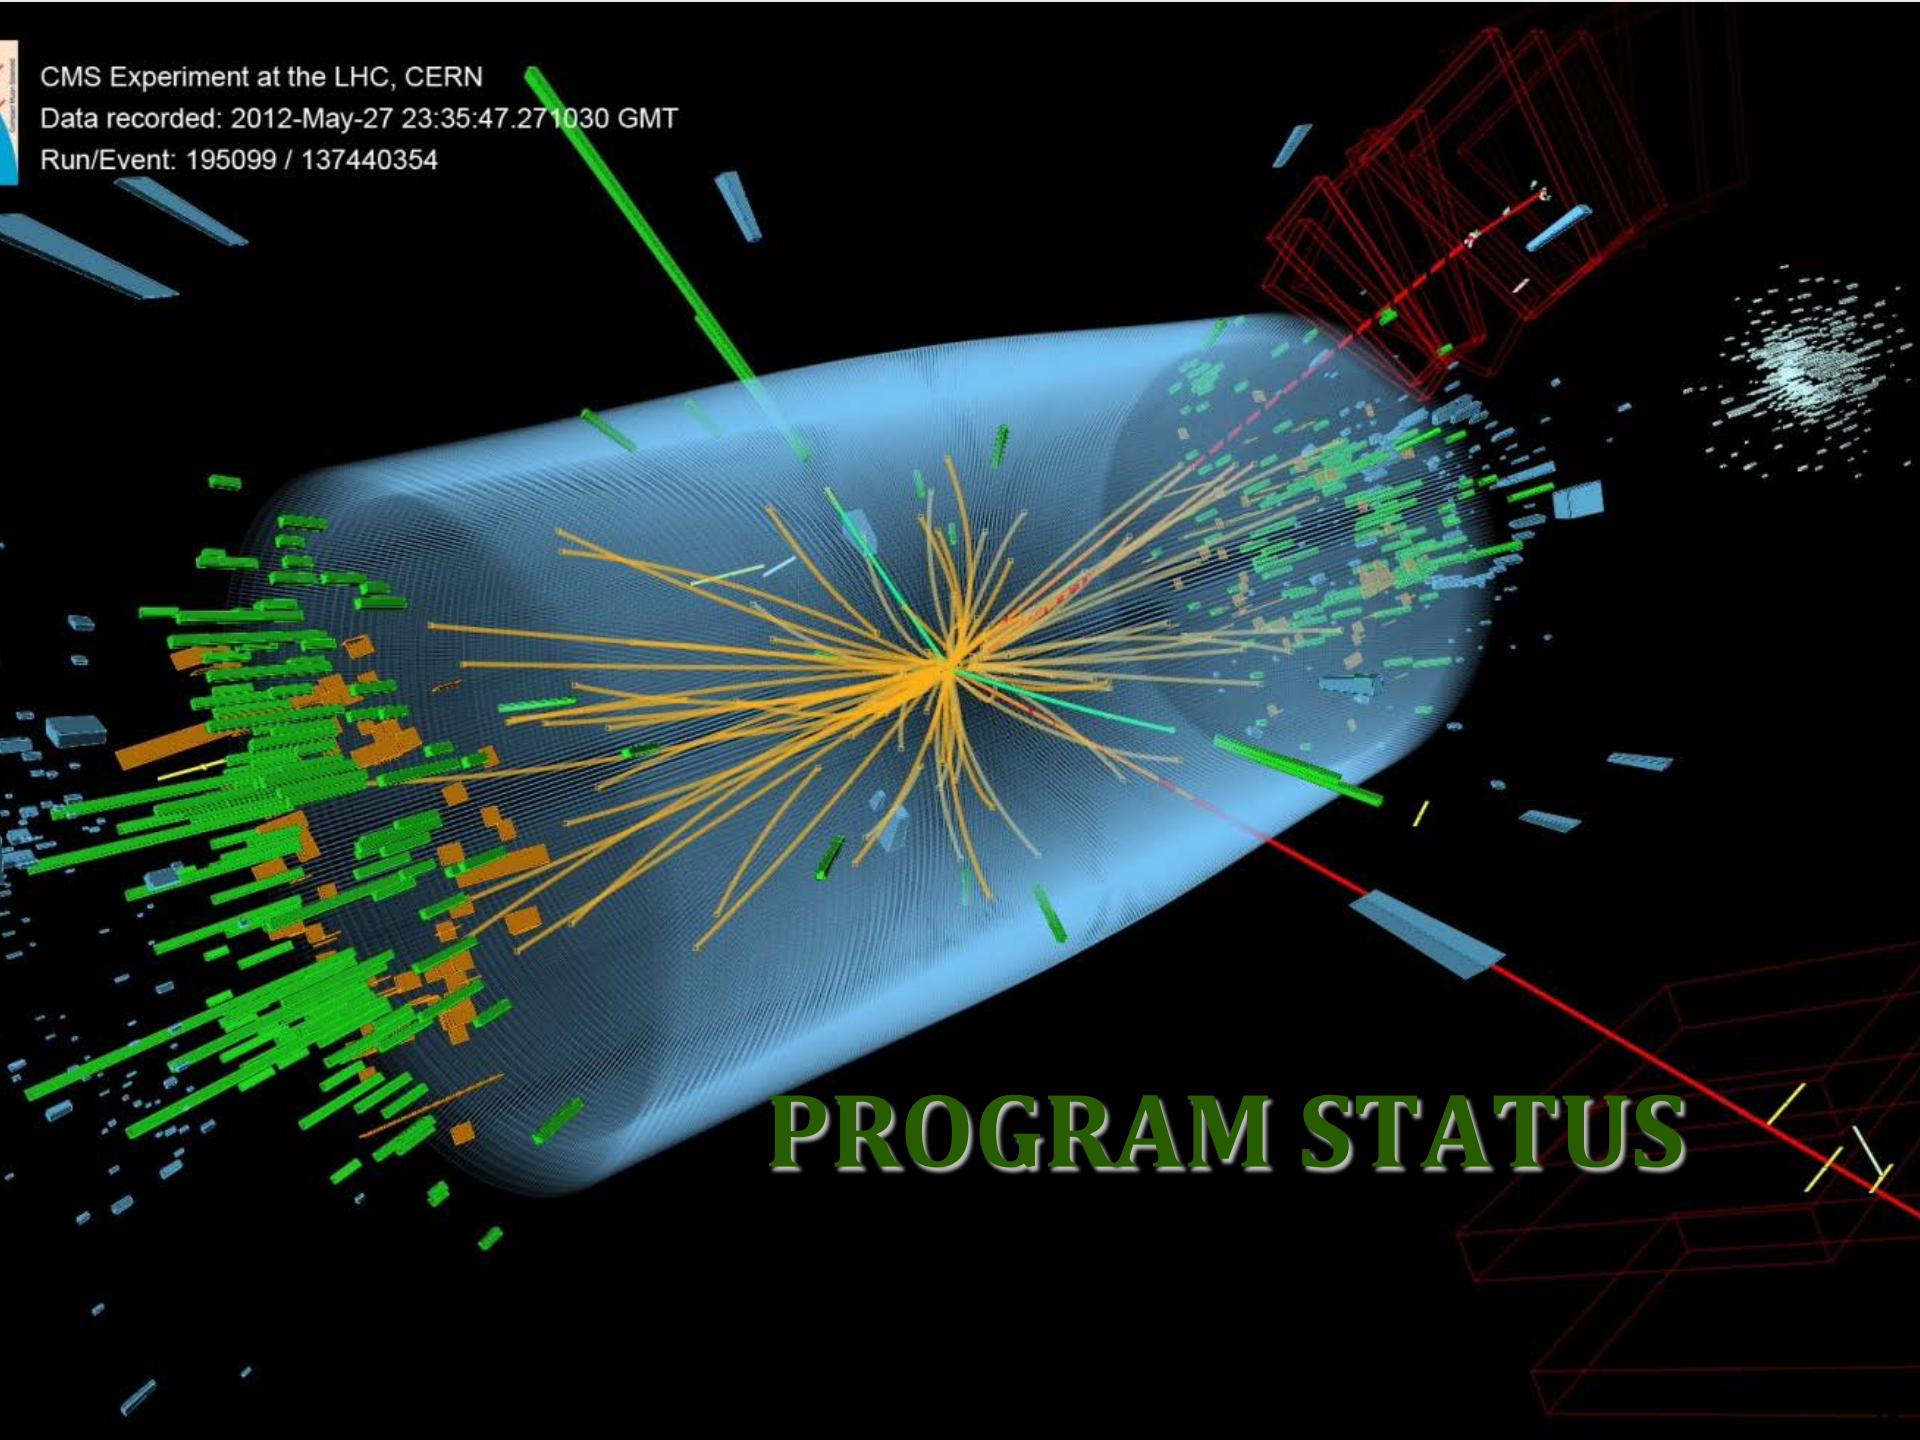 CMS Experiment at the LHC, CERN
Data recorded: 2012-May-27 23:35:47.271030 GMT
Run/Event: 195099 / 137440354
PROGRAM STATUS